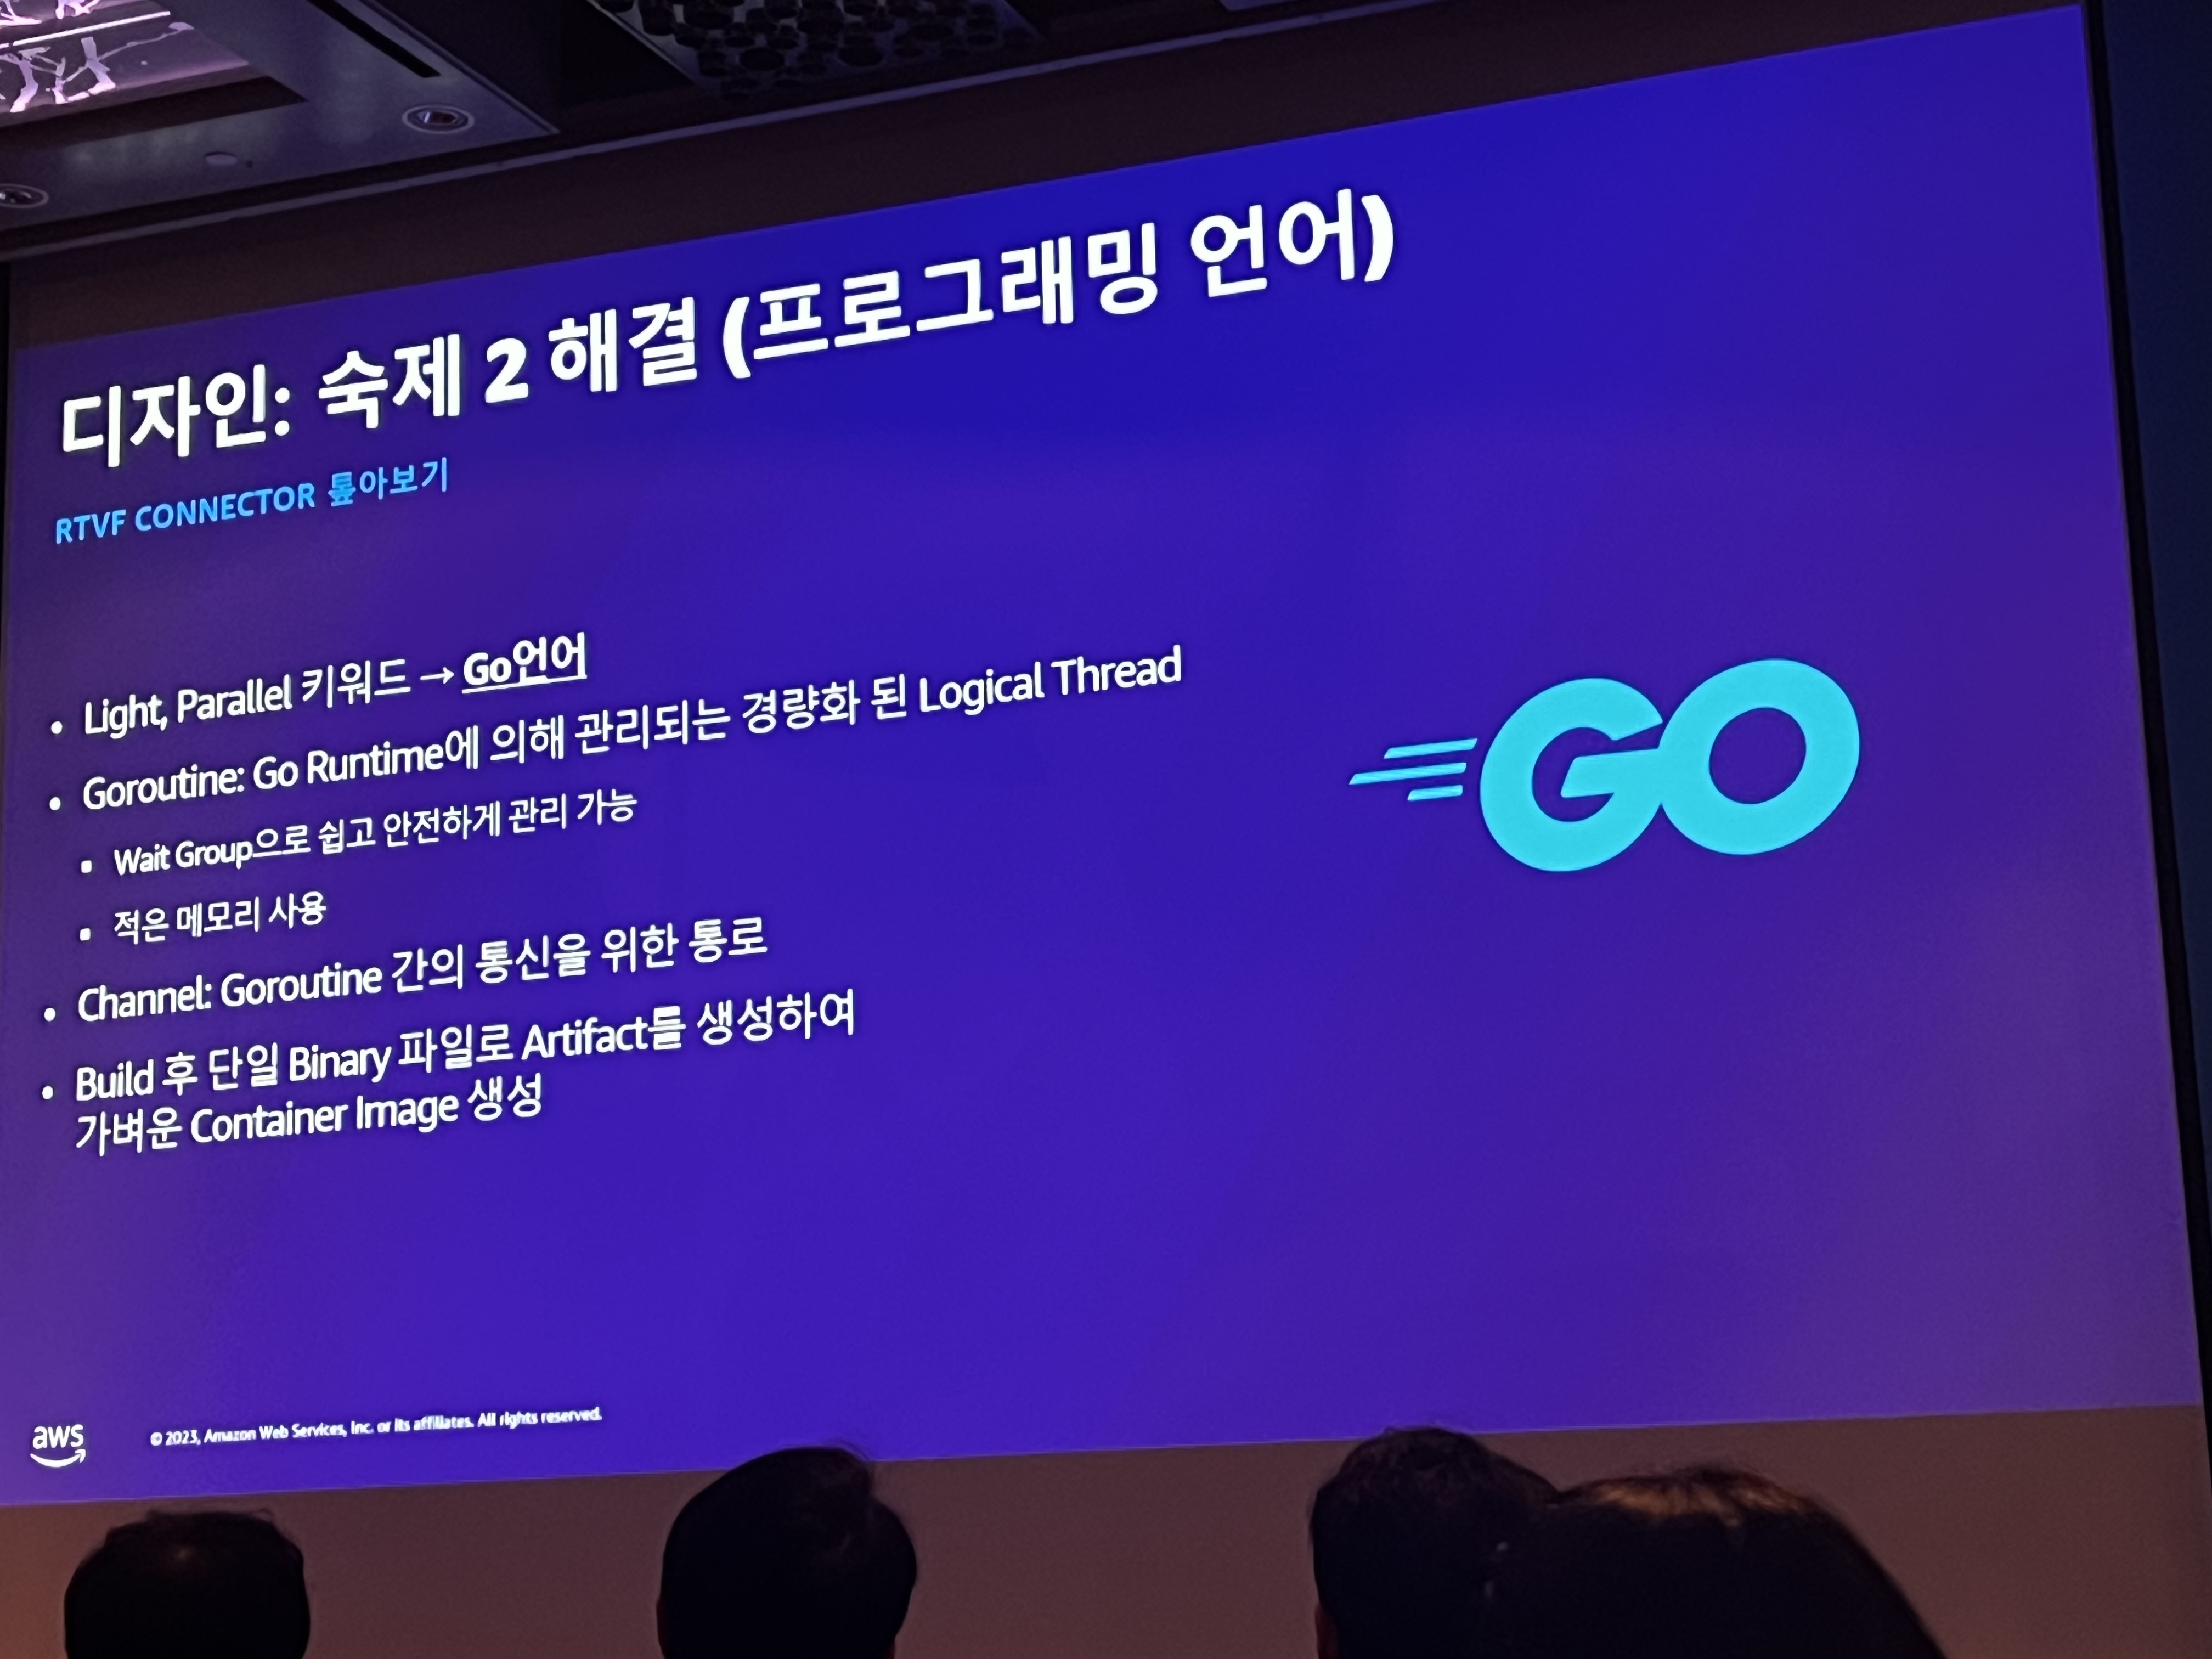 디자인: 숙제 2 해결 (프로그래밍 언어)
RTVF CONNECTOR 톺아보기
• Light, Parallel 키워드 → Go언어
• Goroutine: Go Runtime에 의해 관리되는 경량화 된 Logical Thread
▪ Wait Group으로 쉽고 안전하게 관리 가능
▪ 적은 메모리 사용
• Channel: Goroutine 간의 통신을 위한 통로
• Build 후 단일 Binary 파일로 Artifact를 생성하여
가벼운 Container Image 생성
GO
aws
© 2023, Amazon Web Services, Inc. or its affiliates. All rights reserved.